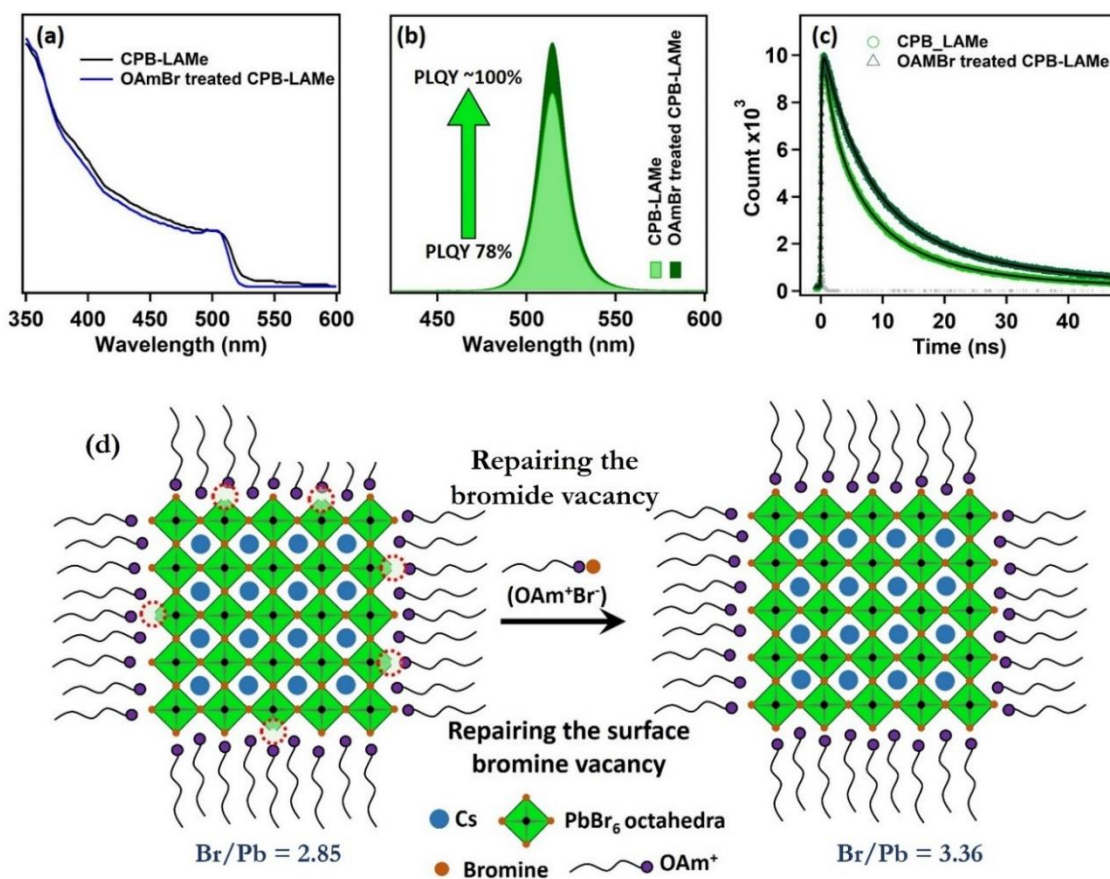 (a)
CPB-LAMe
OAmBr treated CPB-LAMe
350 400 450 500 550 600
Wavelength (nm)
(b)
PLQY ~100%
PLQY 78%
CPB-LAMe
OAmBr treated CPB-LAMe
450 500 550 600
Wavelength (nm)
(c)
CPB_LAMe
OAMBr treated CPB-LAMe
Coumt x10³
10
8
6
4
2
0
0 10 20 30 40
Time (ns)
(d)
Repairing the
bromide vacancy
(OAm⁺Br⁻)
Repairing the surface
bromine vacancy
Cs
PbBr₆ octahedra
Bromine
OAm⁺
Br/Pb = 2.85
Br/Pb = 3.36